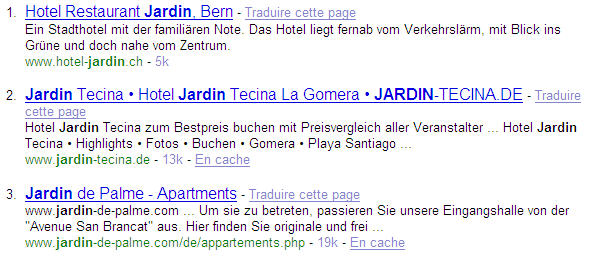 1. Hotel Restaurant Jardin, Bern - Traduire cette page
Ein Stadthotel mit der familiären Note. Das Hotel liegt fernab vom Verkehrslärm, mit Blick ins
Grüne und doch nahe vom Zentrum.
www.hotel-jardin.ch - 5k
2. Jardin Tecina • Hotel Jardin Tecina La Gomera • JARDIN-TECINA.DE - Traduire
cette page
Hotel Jardin Tecina zum Bestpreis buchen mit Preisvergleich aller Veranstalter ... Hotel Jardin
Tecina • Highlights • Fotos • Buchen • Gomera • Playa Santiago ...
www.jardin-tecina.de - 13k - En cache
3. Jardin de Palme - Apartments - Traduire cette page
www.jardin-de-palme.com ... Um sie zu betreten, passieren Sie unsere Eingangshalle von der
"Avenue San Brancat" aus. Hier finden Sie originale und frei ...
www.jardin-de-palme.com/de/appartements.php - 19k - En cache